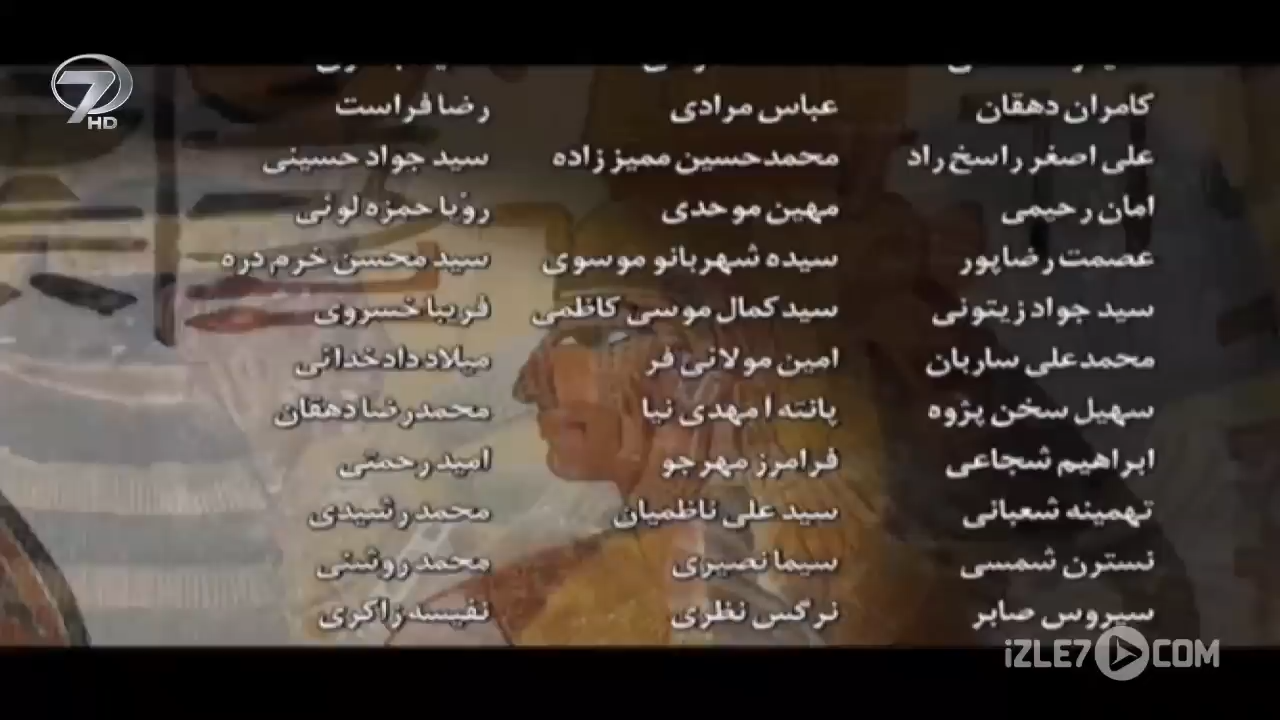 7 HD
کامران دهقان عباس مرادی رضا فراست
علی اصغر راسخ راد محمدحسین ممیز زاده سید جواد حسینی
امان رحیمی مهین موحدی رؤیا حمزه لوئی
عصمت رضاپور سیده شهربانو موسوی سید محسن خرم دره
سید جواد زیتونی سید کمال موسی کاظمی فریبا خسروی
محمدعلی ساربان امین مولائی فر میلاد دادخدائی
سهیل سخن پژوه پانته ا مهدی نیا محمدرضا دهقان
ابراهیم شجاعی فرامرز مهرجو امید رحمتی
تهمینه شعبانی سید علی ناظمیان محمد رشیدی
نسترن شمسی سیما نصیری محمد روشنی
سیروس صابر نرگس نظری نفیسه زاکری
iZLE7 COM